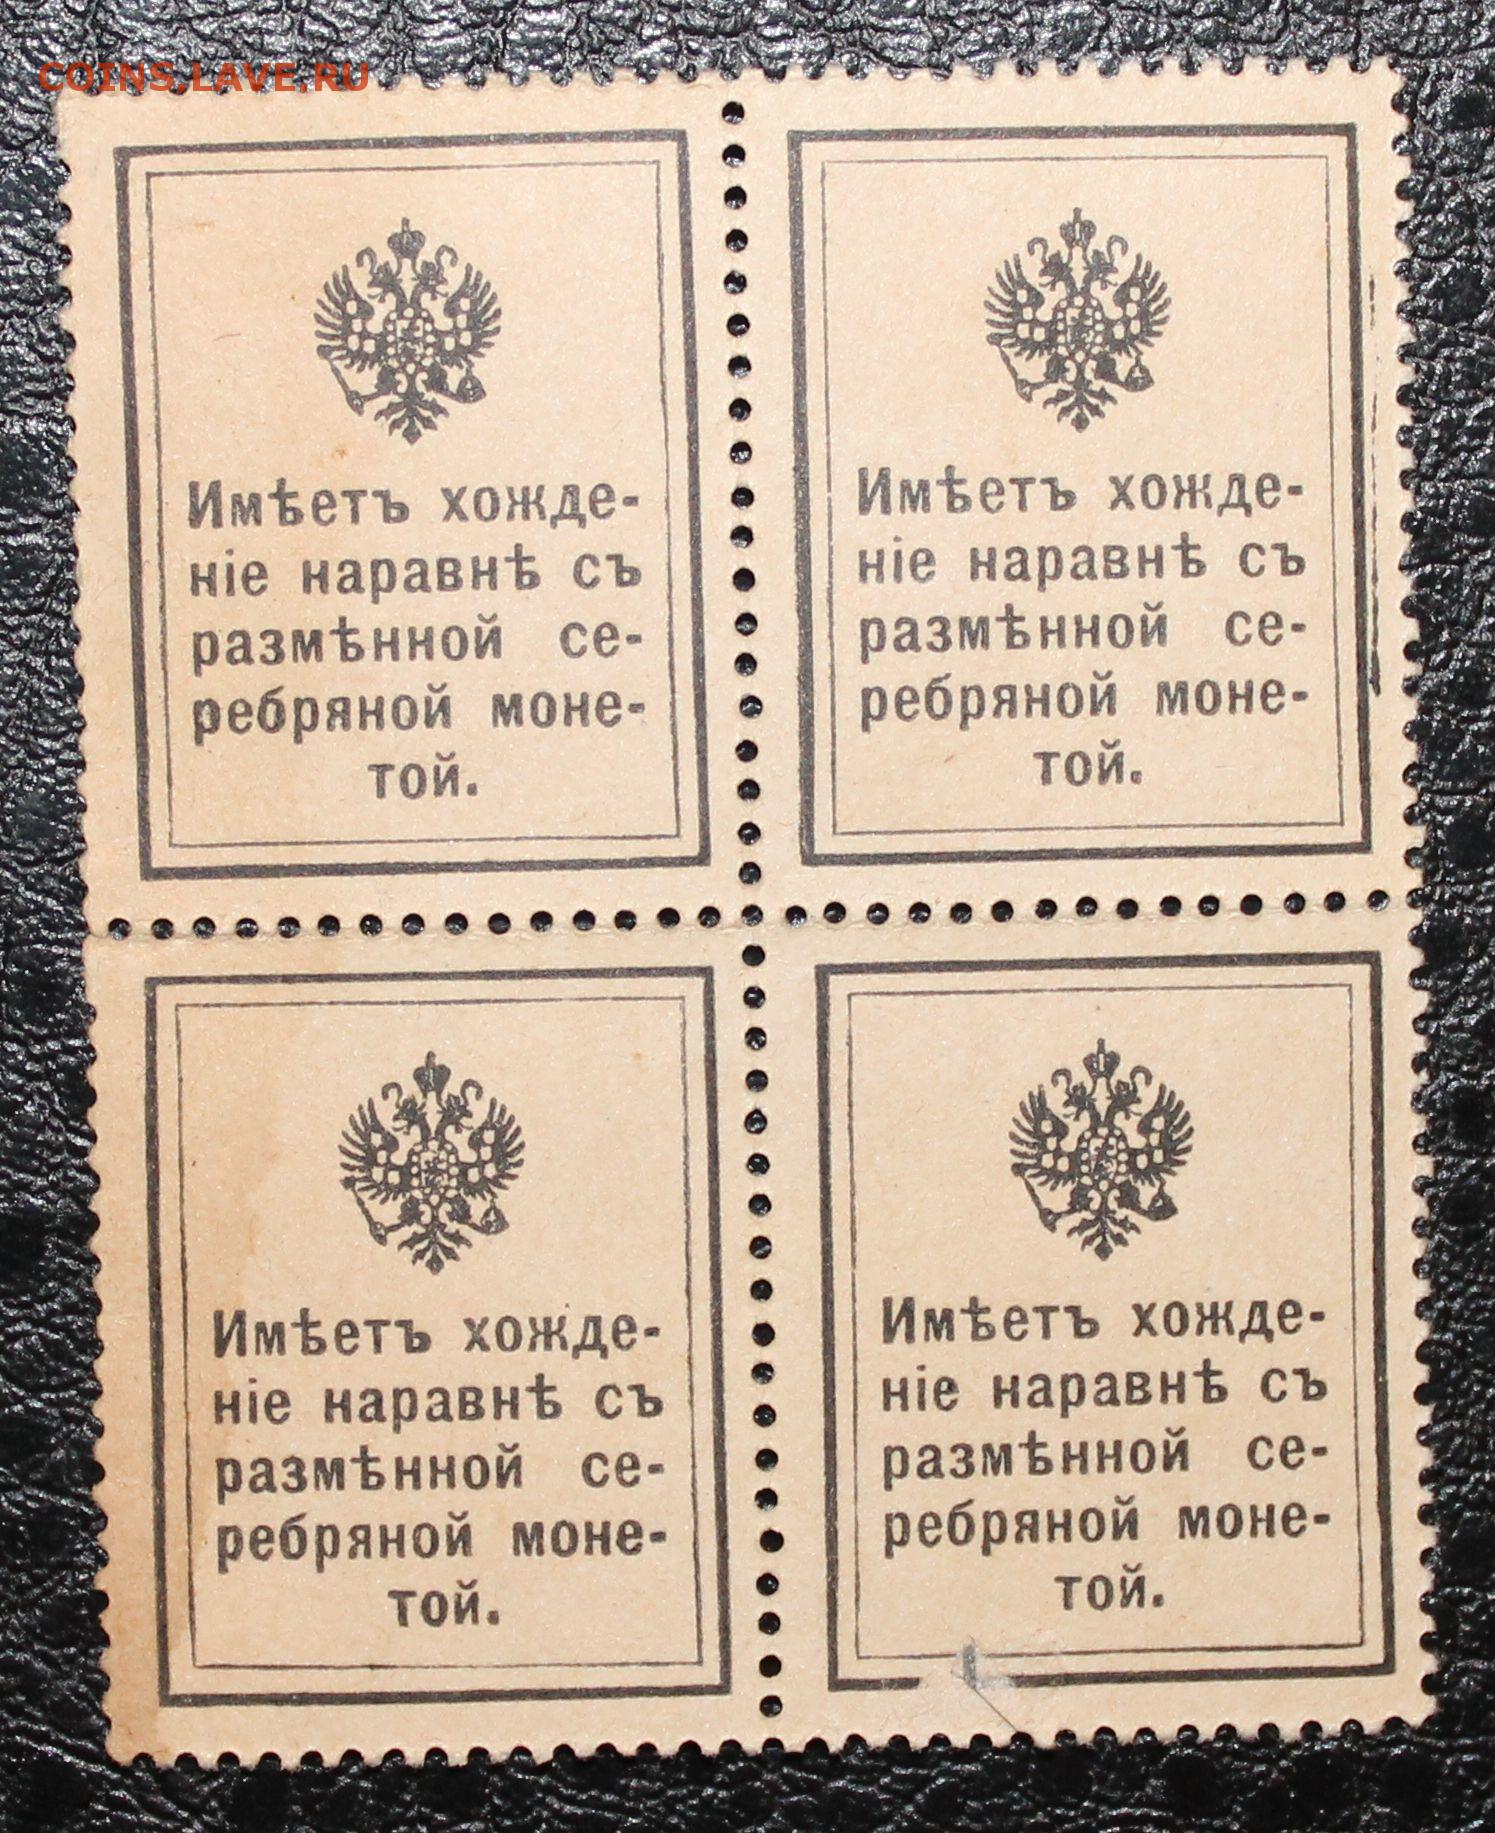 COINS.LAVE.RU
Имѣетъ хожде-
ніе наравнѣ съ
размѣнной се-
ребряной моне-
той.
Имѣетъ хожде-
ніе наравнѣ съ
размѣнной се-
ребряной моне-
той.
Имѣетъ хожде-
ніе наравнѣ съ
размѣнной се-
ребряной моне-
той.
Имѣетъ хожде-
ніе наравнѣ съ
размѣнной се-
ребряной моне-
той.